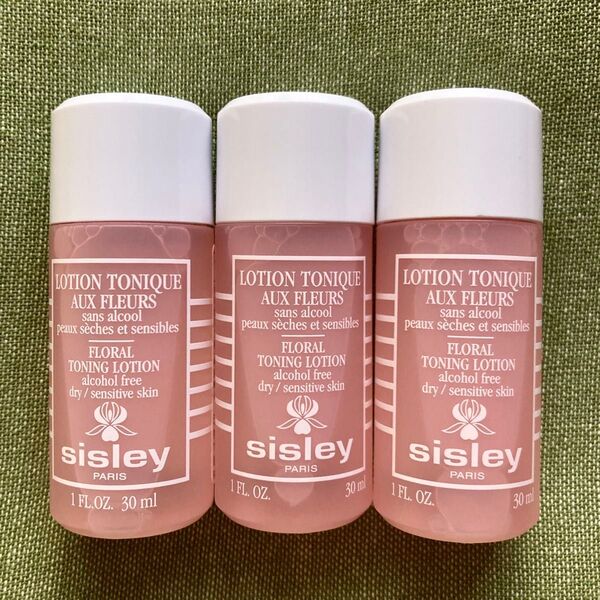 LOTION TONIQUE
AUX FLEURS
sans alcool
peaux sèches et sensibles
FLORAL
TONING LOTION
alcohol free
dry / sensitive skin
sisley
PARIS
1 FL.OZ. 30 ml
LOTION TONIQUE
AUX FLEURS
sans alcool
peaux sèches et sensibles
FLORAL
TONING LOTION
alcohol free
dry / sensitive skin
sisley
PARIS
1 FL. OZ. 30 ml
LOTION TONIQUE
AUX FLEURS
sans alcool
peaux sèches et sensibles
FLORAL
TONING LOTION
alcohol free
dry / sensitive skin
sisley
PARIS
1 FL. OZ. 30 ml